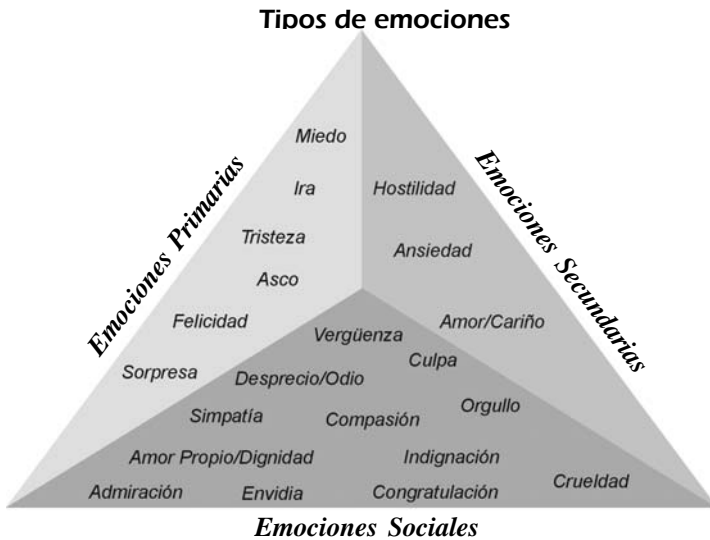 Tipos de emociones
Emociones Primarias
Miedo
Ira
Tristeza
Asco
Felicidad
Sorpresa
Emociones Secundarias
Hostilidad
Ansiedad
Amor/Cariño
Vergüenza
Culpa
Desprecio/Odio
Orgullo
Simpatía
Compasión
Amor Propio/Dignidad
Indignación
Crueldad
Admiración
Envidia
Congratulación
Emociones Sociales